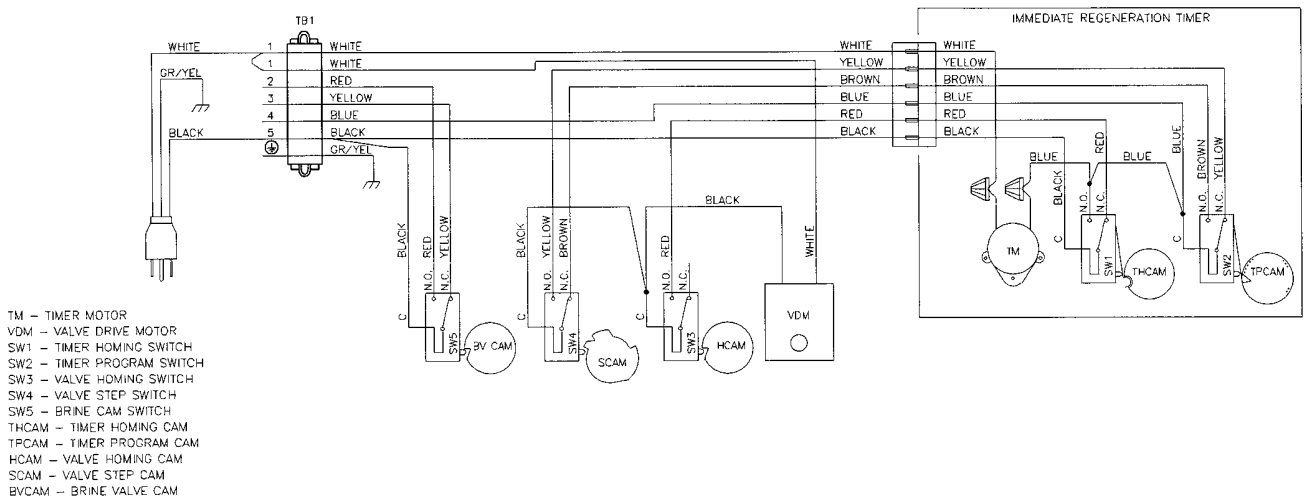 TB1
IMMEDIATE REGENERATION TIMER
WHITE 1 WHITE WHITE WHITE
1 WHITE YELLOW YELLOW
GR/YEL 2 RED BROWN BROWN
3 YELLOW BLUE BLUE
4 BLUE RED RED
BLACK 5 BLACK BLACK BLACK
GR/YEL
BLUE
BLUE
BLACK
RED
BLUE
BROWN
YELLOW
N.O.
N.C.
N.O.
N.C.
C
C
TM
SW1
THCAM
SW2
TPCAM
BLACK
BLACK
RED
YELLOW
BLACK
YELLOW
BROWN
RED
WHITE
N.O.
N.C.
N.O.
N.C.
N.O.
N.C.
C
C
C
SW5
BV CAM
SW4
SCAM
SW3
HCAM
VDM
TM – TIMER MOTOR
VDM – VALVE DRIVE MOTOR
SW1 – TIMER HOMING SWITCH
SW2 – TIMER PROGRAM SWITCH
SW3 – VALVE HOMING SWITCH
SW4 – VALVE STEP SWITCH
SW5 – BRINE CAM SWITCH
THCAM – TIMER HOMING CAM
TPCAM – TIMER PROGRAM CAM
HCAM – VALVE HOMING CAM
SCAM – VALVE STEP CAM
BVCAM – BRINE VALVE CAM